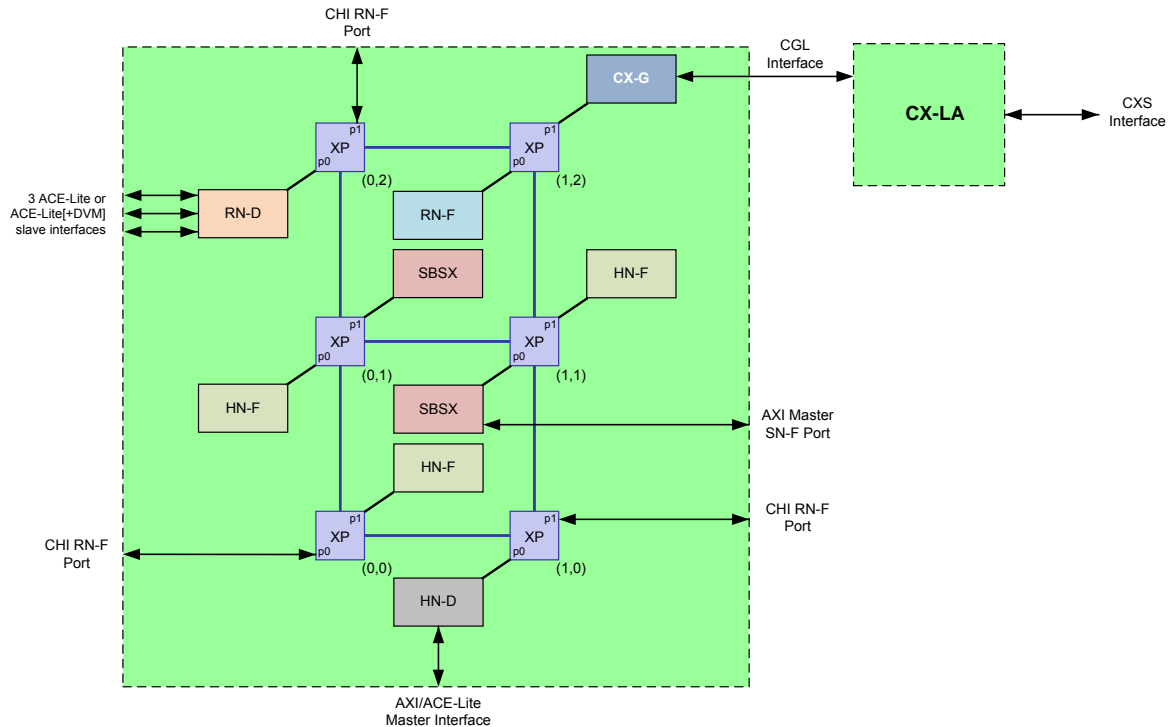 CHI RN-F
Port
CGL
Interface
CX-G
CX-LA
CXS
Interface
p1
XP
p0
(0,2)
p1
XP
p0
(1,2)
3 ACE-Lite or
ACE-Lite[+DVM]
slave interfaces
RN-D
RN-F
SBSX
HN-F
p1
XP
p0
(0,1)
p1
XP
p0
(1,1)
HN-F
SBSX
AXI Master
SN-F Port
HN-F
p1
XP
p0
(0,0)
p1
XP
p0
(1,0)
CHI RN-F
Port
CHI RN-F
Port
HN-D
AXI/ACE-Lite
Master Interface